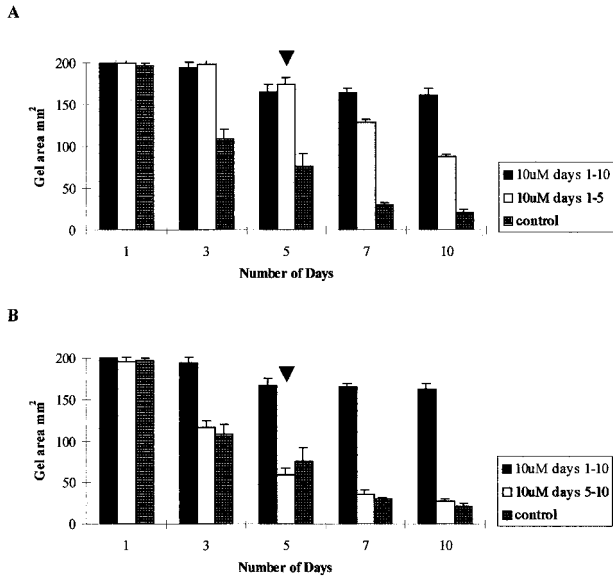 A
200
150
100
50
0
Gel area mm²
1 3 5 7 10
Number of Days
10uM days 1-10
10uM days 1-5
control
B
200
150
100
50
0
Gel area mm²
1 3 5 7 10
Number of Days
10uM days 1-10
10uM days 5-10
control